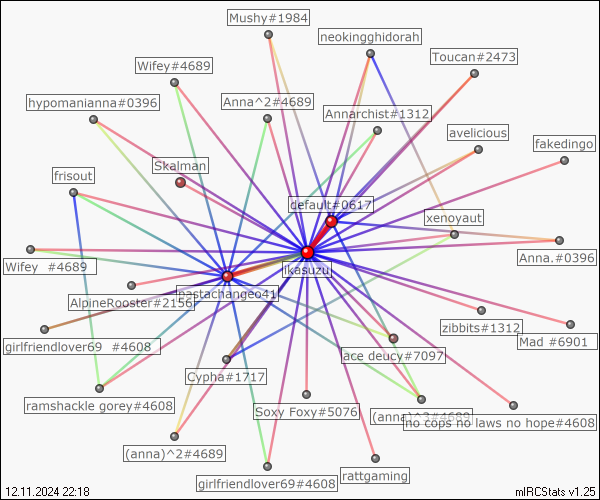 Mushy#1984
neokingghidorah
Toucan#2473
Wifey#4689
hypomanianna#0396
Anna^2#4689
Annarchist#1312
avelicious
fakedingo
Skalman
frisout
default#0617
xenoyaut
Anna.#0396
Wifey #4689
ikasuzu
pastachangeo41
AlpineRooster#2156
zibbits#1312
Mad #6901
girlfriendlover69 #4608
ace deucy#7097
Cypha#1717
ramshackle gorey#4608
Soxy Foxy#5076
(anna)^3#4689
no cops no laws no hope#4608
(anna)^2#4689
rattgaming
girlfriendlover69#4608
12.11.2024 22:18
mIRCStats v1.25